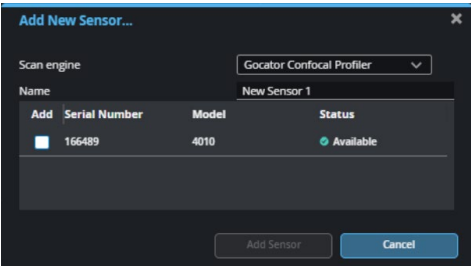 Add New Sensor...
Scan engine Gocator Confocal Profiler
Name New Sensor 1
Add Serial Number Model Status
166489 4010 Available
Add Sensor Cancel